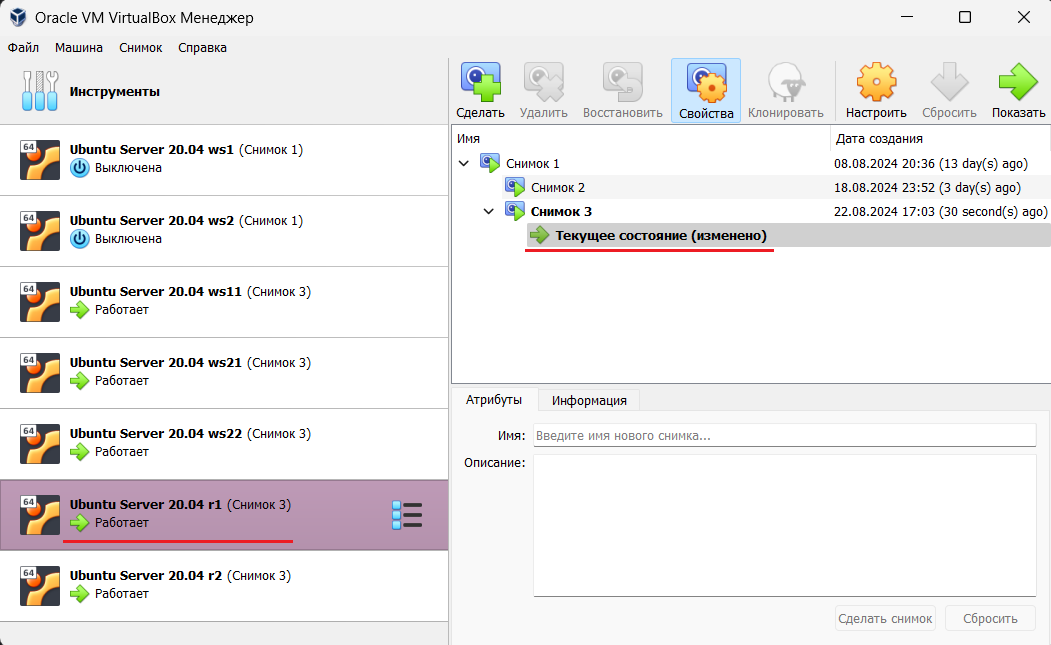 Oracle VM VirtualBox Менеджер
Файл Машина Снимок Справка
Инструменты
64
Ubuntu Server 20.04 ws1 (Снимок 1)
Выключена
64
Ubuntu Server 20.04 ws2 (Снимок 1)
Выключена
64
Ubuntu Server 20.04 ws11 (Снимок 3)
Работает
64
Ubuntu Server 20.04 ws21 (Снимок 3)
Работает
64
Ubuntu Server 20.04 ws22 (Снимок 3)
Работает
64
Ubuntu Server 20.04 r1 (Снимок 3)
Работает
64
Ubuntu Server 20.04 r2 (Снимок 3)
Работает
Сделать Удалить Восстановить Свойства Клонировать Настроить Сбросить Показать
Имя Дата создания
Снимок 1 08.08.2024 20:36 (13 day(s) ago)
Снимок 2 18.08.2024 23:52 (3 day(s) ago)
Снимок 3 22.08.2024 17:03 (30 second(s) ago)
Текущее состояние (изменено)
Атрибуты Информация
Имя: Введите имя нового снимка...
Описание:
Сделать снимок Сбросить